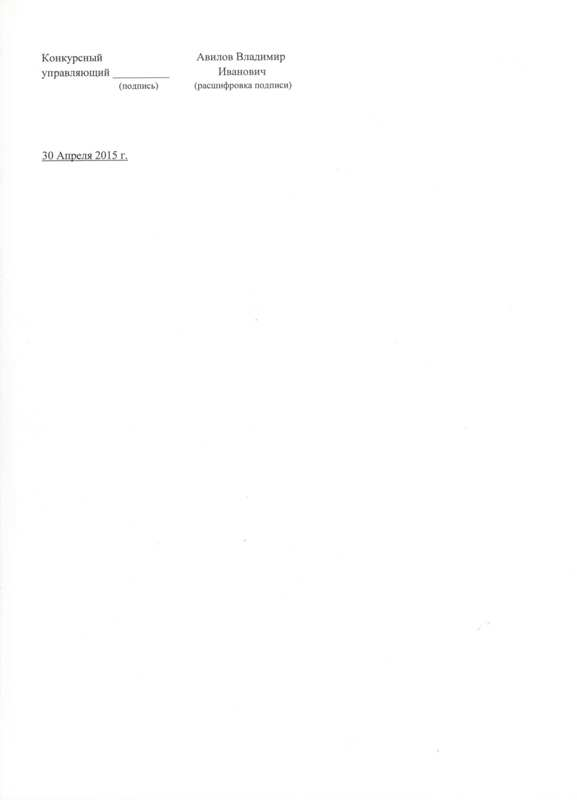 Конкурсный
управляющий __________
(подпись)
Авилов Владимир
Иванович
(расшифровка подписи)
30 Апреля 2015 г.